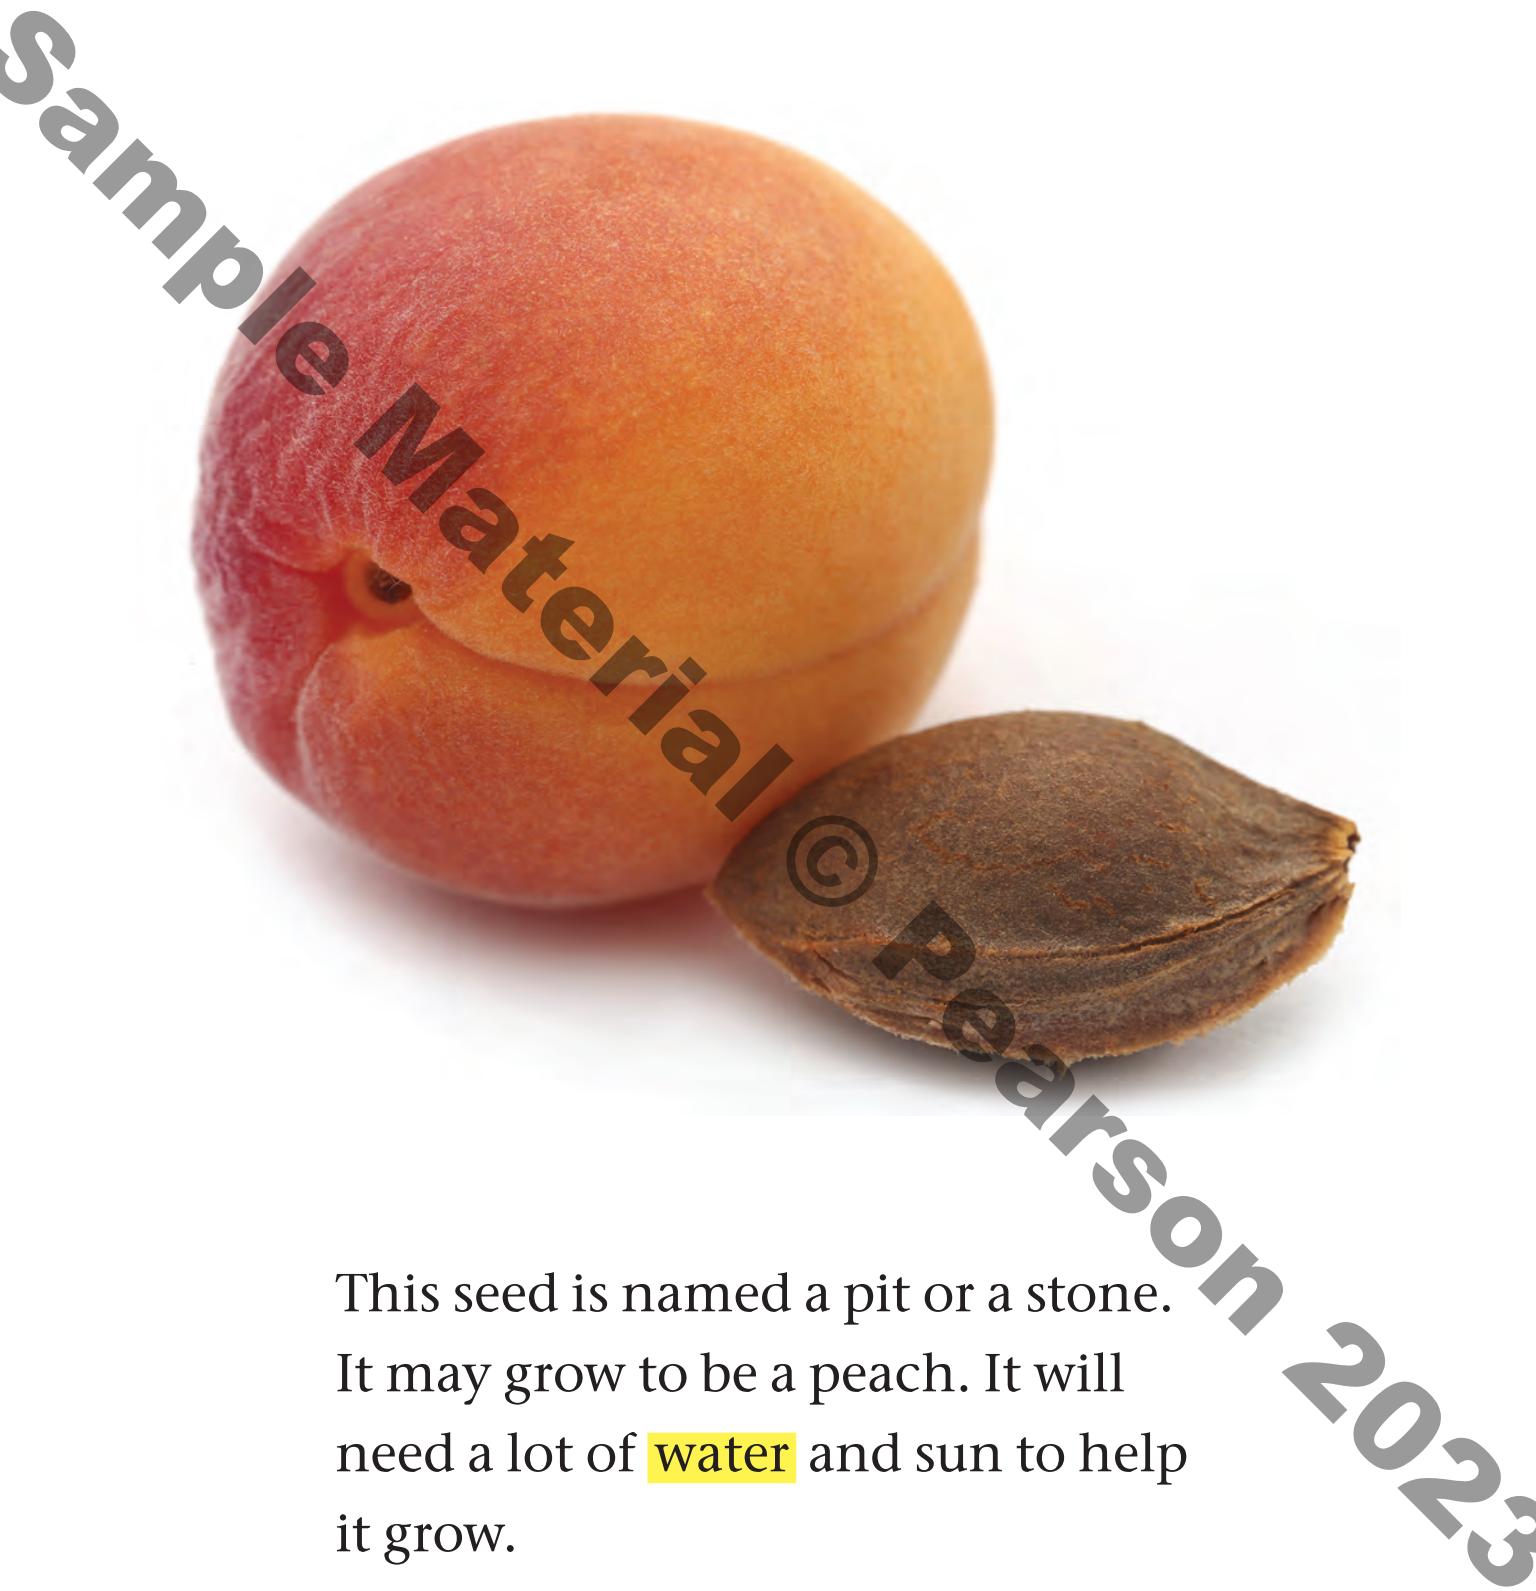 Sample Material © Pearson 2023
This seed is named a pit or a stone.
It may grow to be a peach. It will
need a lot of water and sun to help
it grow.